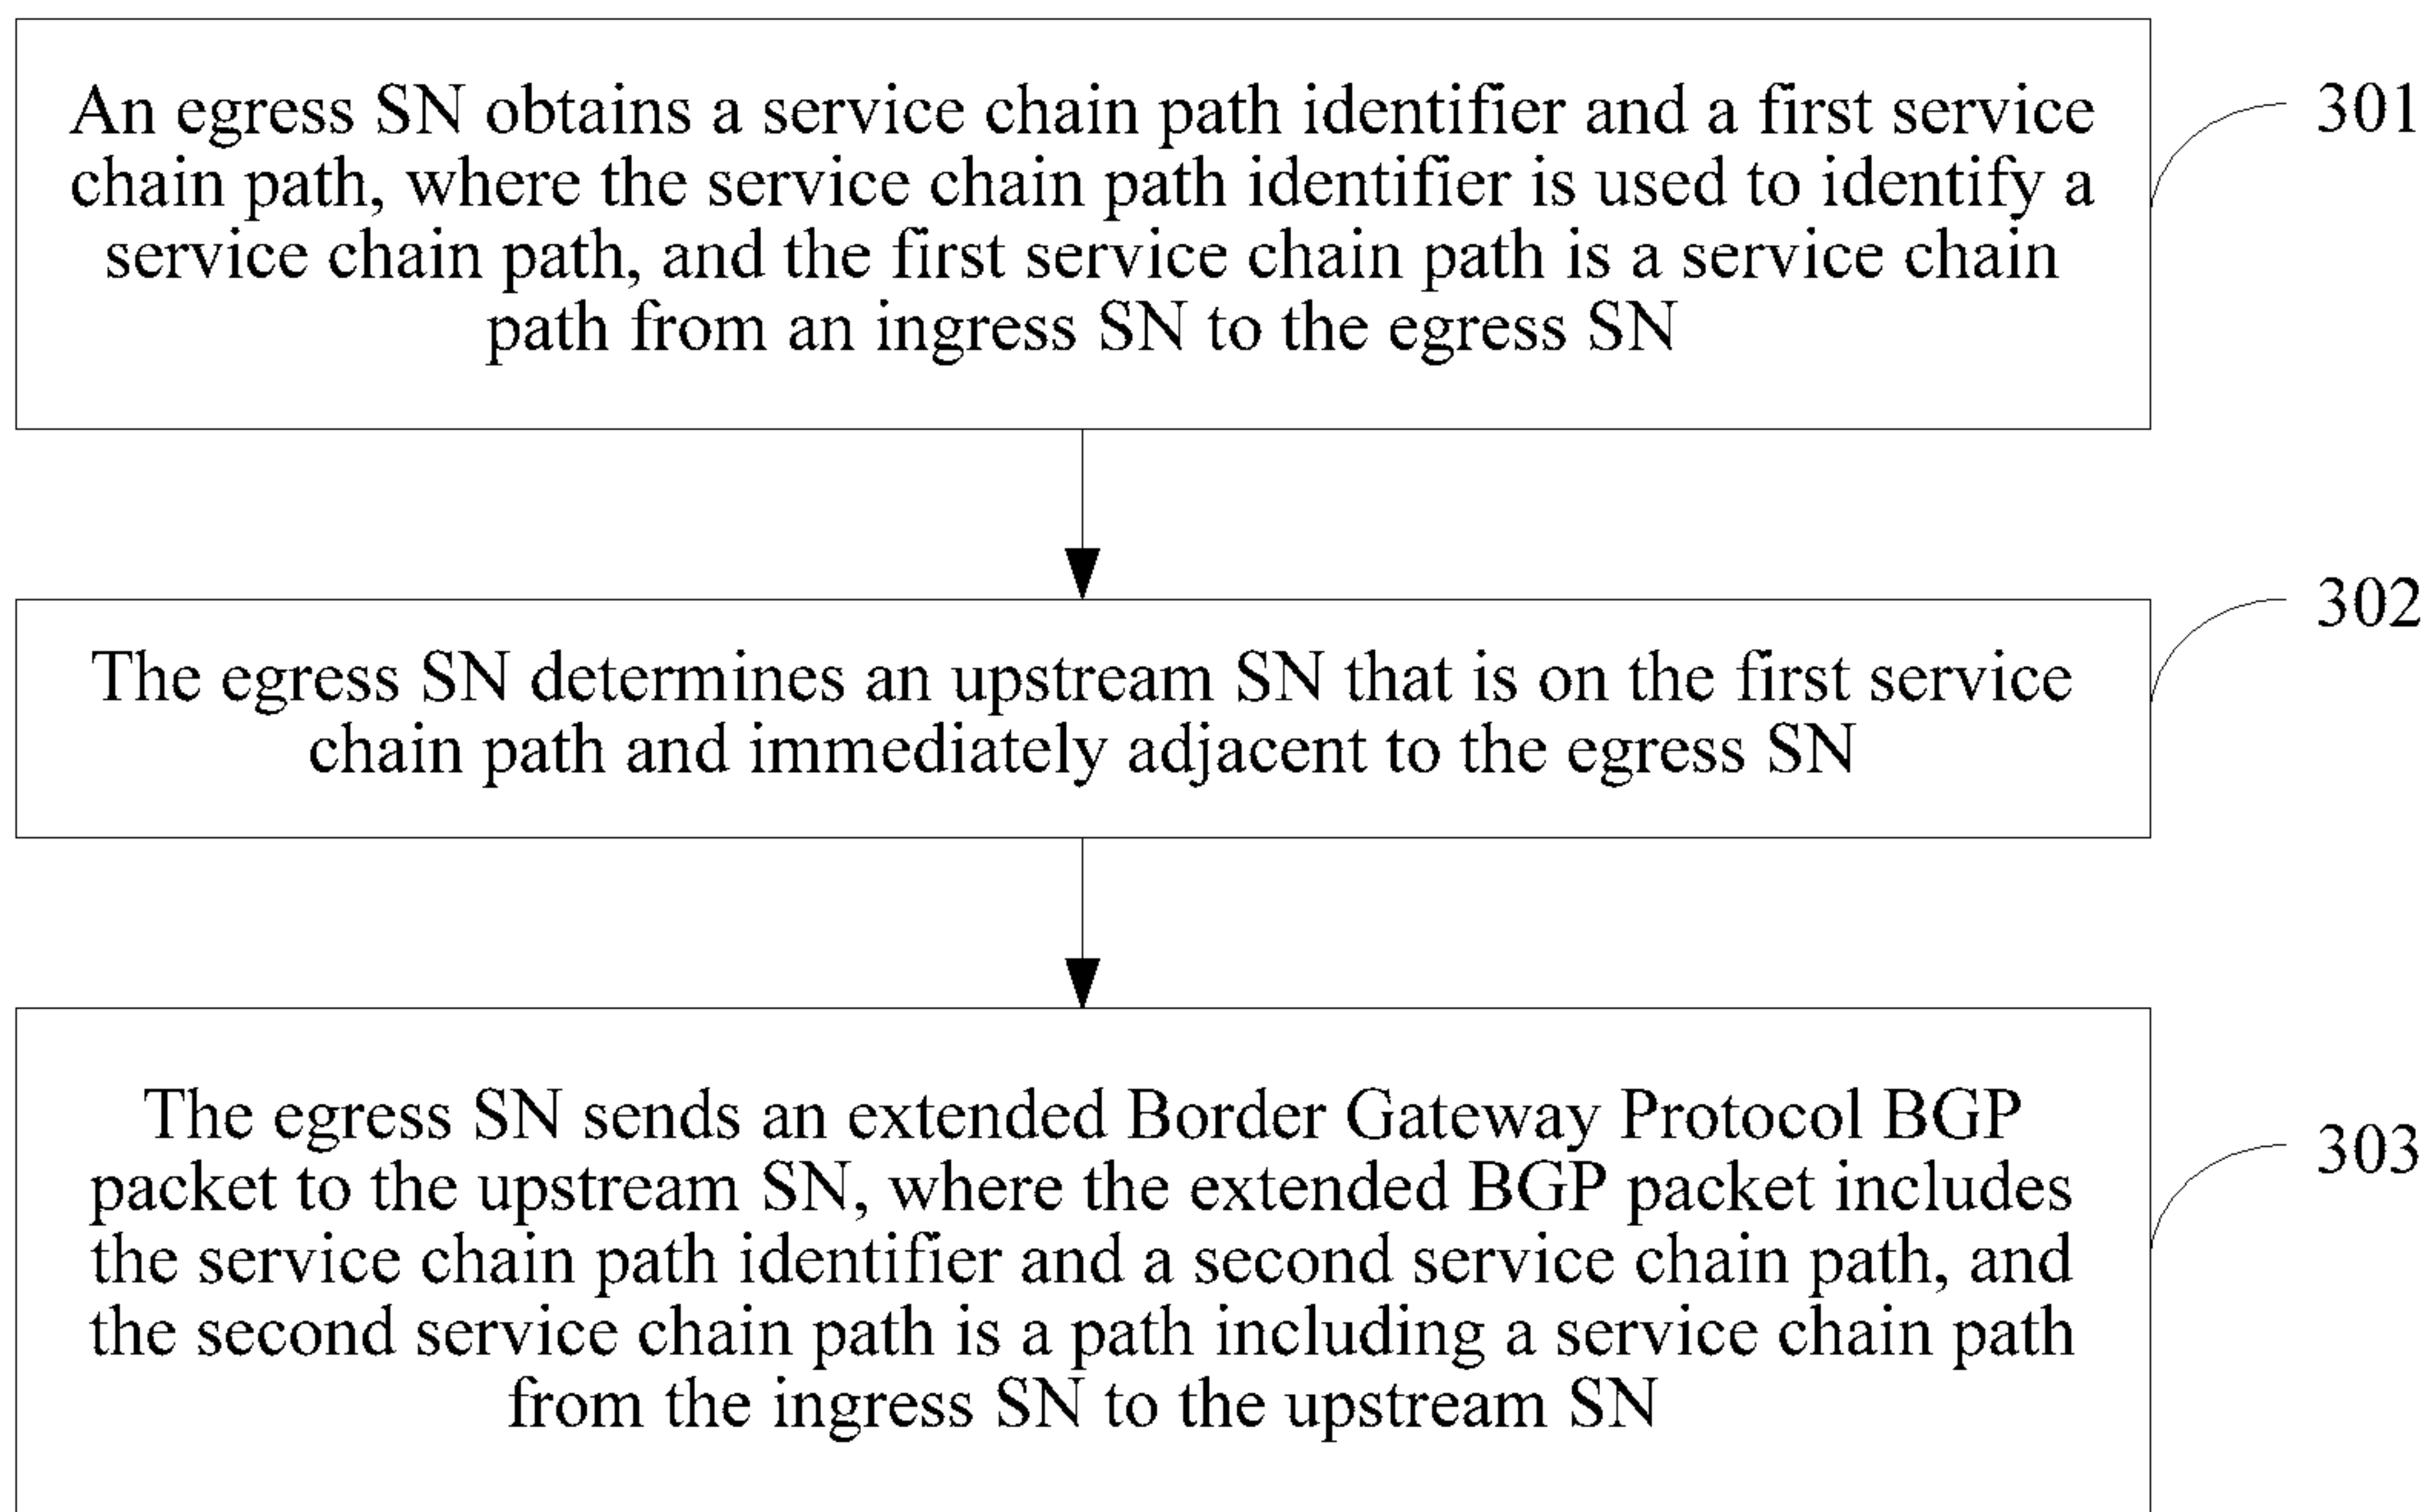 An egress SN obtains a service chain path identifier and a first service
chain path, where the service chain path identifier is used to identify a
service chain path, and the first service chain path is a service chain
path from an ingress SN to the egress SN
301
The egress SN determines an upstream SN that is on the first service
chain path and immediately adjacent to the egress SN
302
The egress SN sends an extended Border Gateway Protocol BGP
packet to the upstream SN, where the extended BGP packet includes
the service chain path identifier and a second service chain path, and
the second service chain path is a path including a service chain path
from the ingress SN to the upstream SN
303